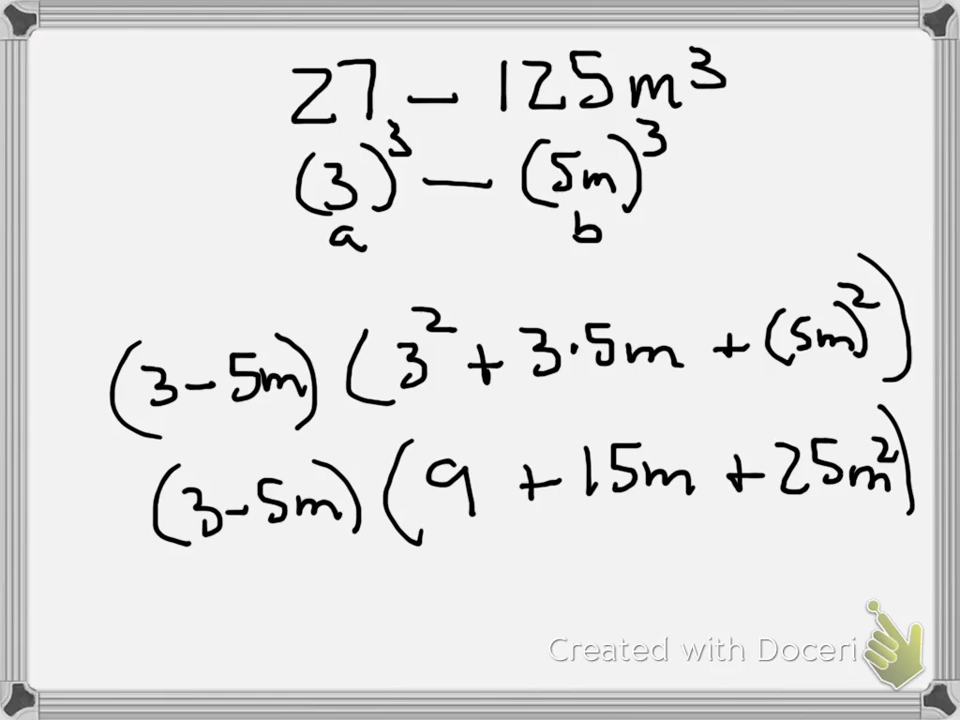 27 - 125m³
(3)³ - (5m)³
a b
(3 - 5m) (3² + 3·5m + (5m)²)
(3 - 5m) (9 + 15m + 25m²)
Created with Doceri